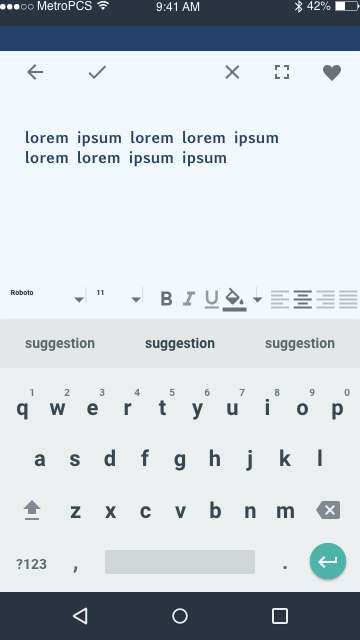 MetroPCS 9:41 AM 42%
lorem ipsum lorem lorem ipsum
lorem lorem ipsum ipsum
Roboto 11 B I U
suggestion suggestion suggestion
1 2 3 4 5 6 7 8 9 0
q w e r t y u i o p
a s d f g h j k l
z x c v b n m
?123 , .